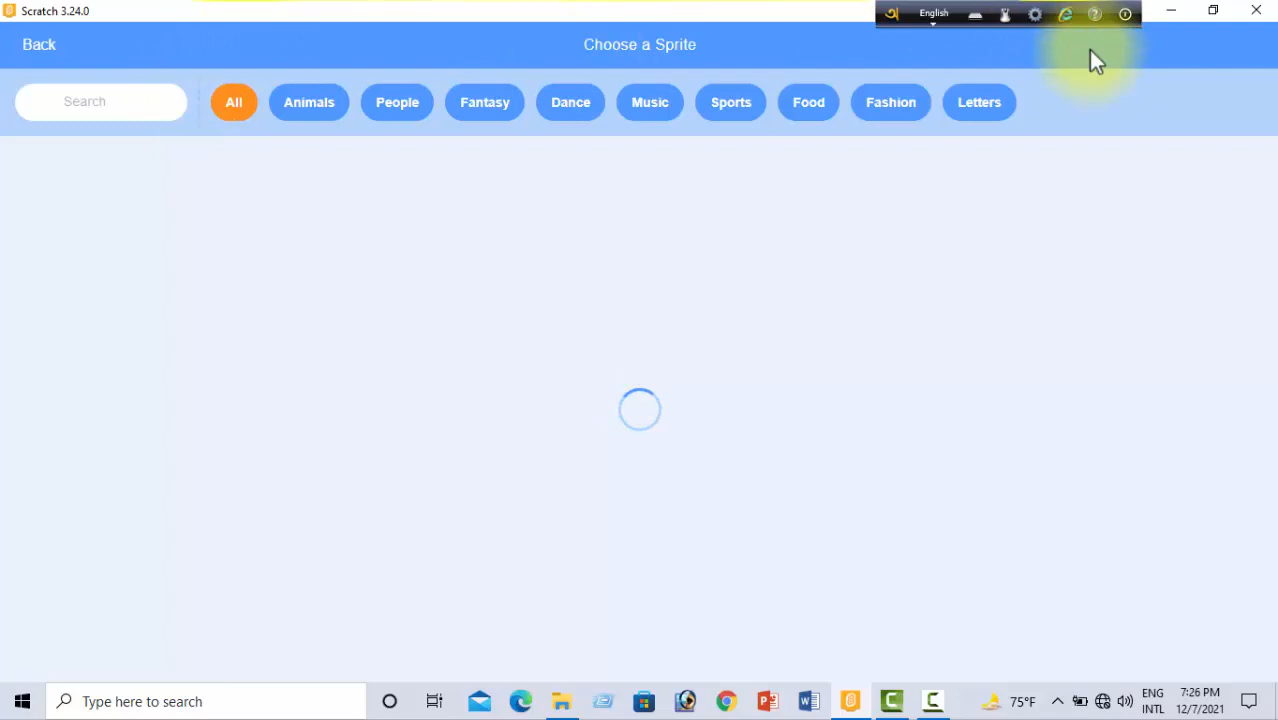 Scratch 3.24.0
অ English
Back
Choose a Sprite
Search
All Animals People Fantasy Dance Music Sports Food Fashion Letters
Type here to search
75°F
ENG
INTL
7:26 PM
12/7/2021